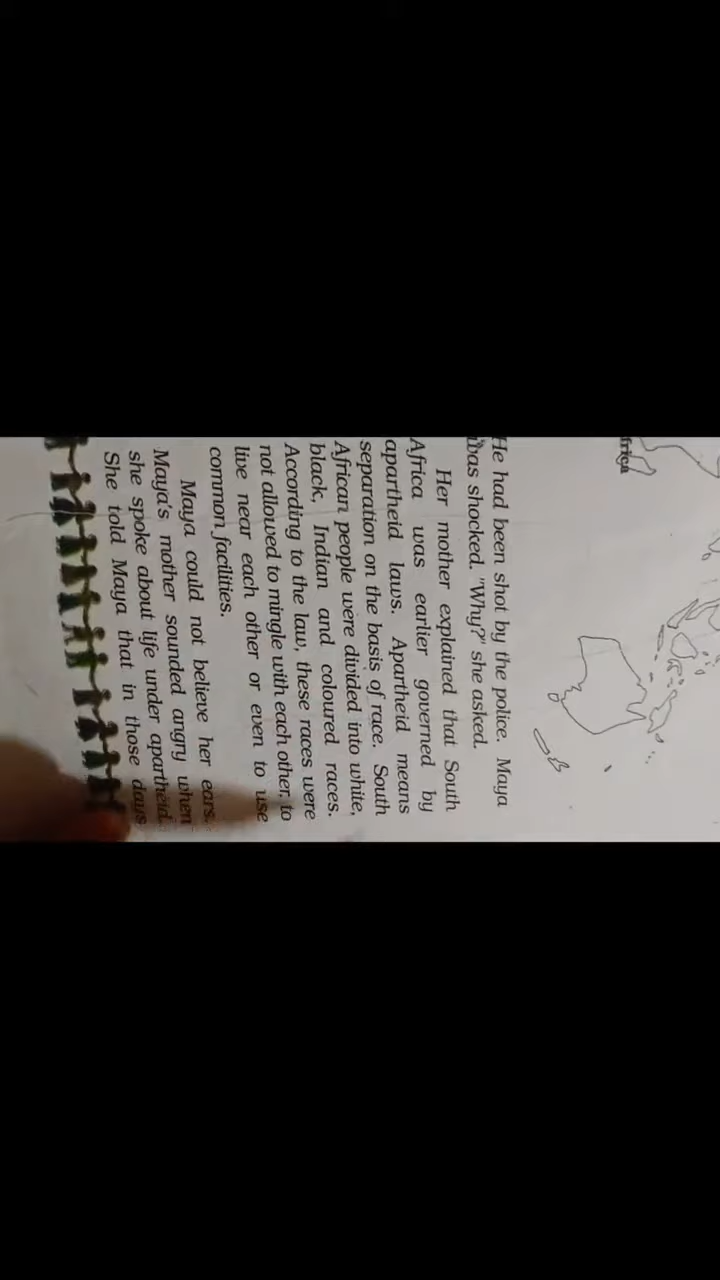 frica
He had been shot by the police. Maya
was shocked. "Why?" she asked.
Her mother explained that South
Africa was earlier governed by
apartheid laws. Apartheid means
separation on the basis of race. South
African people were divided into white,
black, Indian and coloured races.
According to the law, these races were
not allowed to mingle with each other, to
live near each other or even to use
common facilities.
Maya could not believe her ears.
Maya's mother sounded angry when
she spoke about life under apartheid.
She told Maya that in those days